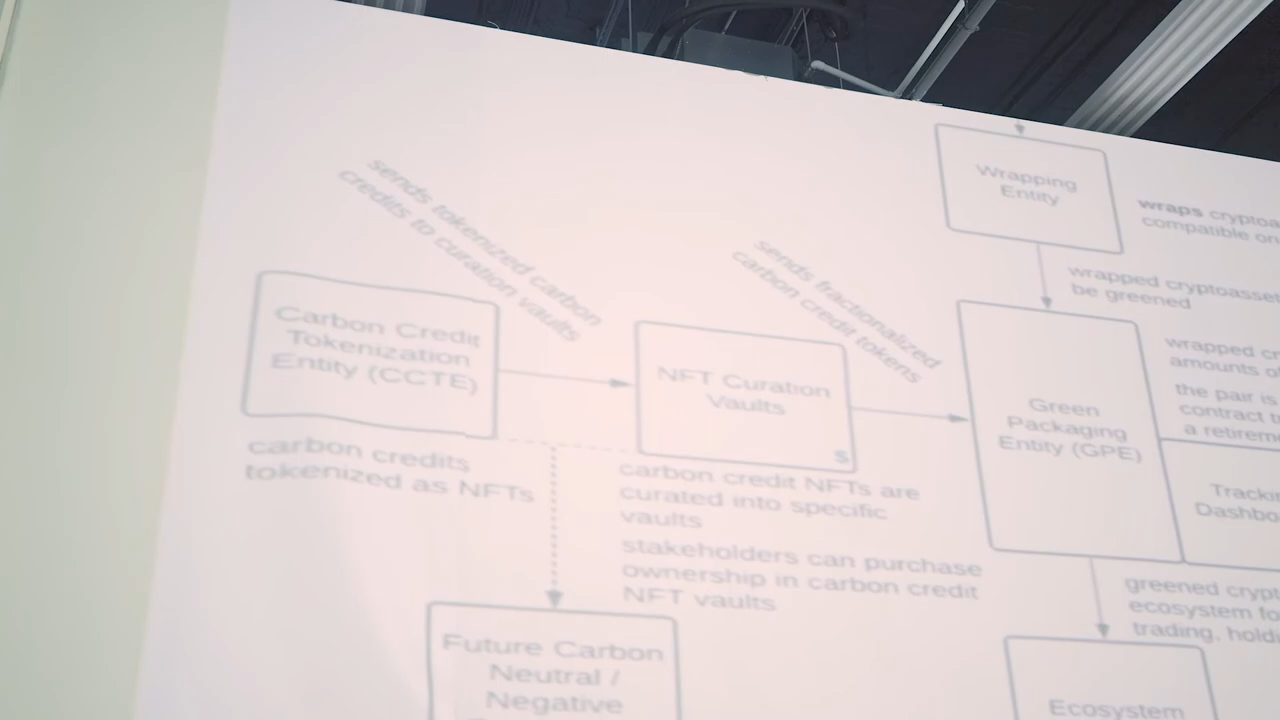 sends tokenized carbon
credits to curation vaults
Carbon Credit
Tokenization
Entity (CCTE)
carbon credits
tokenized as NFTs
sends fractionalized
carbon credit tokens
NFT Curation
Vaults
$
carbon credit NFTs are
curated into specific
vaults
stakeholders can purchase
ownership in carbon credit
NFT vaults
Future Carbon
Neutral /
Negative
Wrapping
Entity
wraps
compatible on
wrapped
be greened
Green
Packaging
Entity (GPE)
wrapped
amounts
the pair is
contract
a
greened
ecosystem
trading,
Ecosystem